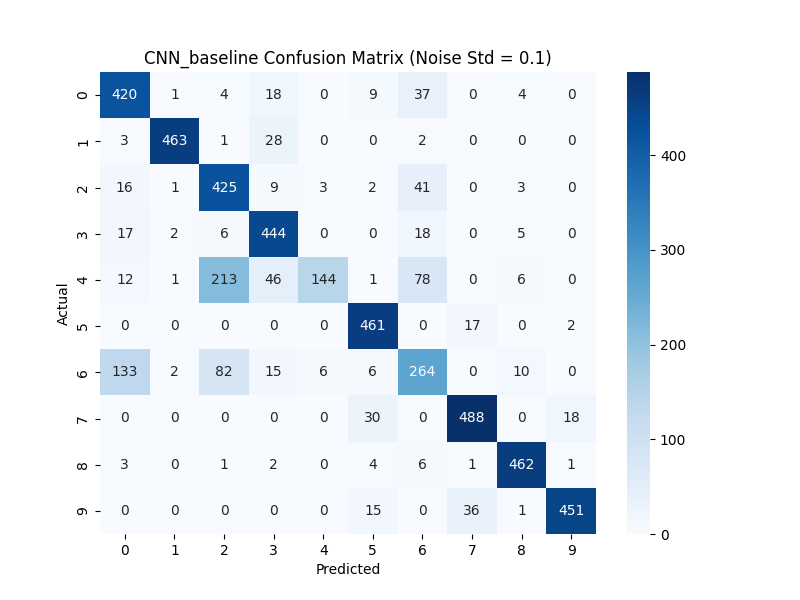 CNN_baseline Confusion Matrix (Noise Std = 0.1)
0 420 1 4 18 0 9 37 0 4 0
1 3 463 1 28 0 0 2 0 0 0
2 16 1 425 9 3 2 41 0 3 0
3 17 2 6 444 0 0 18 0 5 0
4 12 1 213 46 144 1 78 0 6 0
5 0 0 0 0 0 461 0 17 0 2
6 133 2 82 15 6 6 264 0 10 0
7 0 0 0 0 0 30 0 488 0 18
8 3 0 1 2 0 4 6 1 462 1
9 0 0 0 0 0 15 0 36 1 451
0 1 2 3 4 5 6 7 8 9
Predicted
Actual
400
300
200
100
0